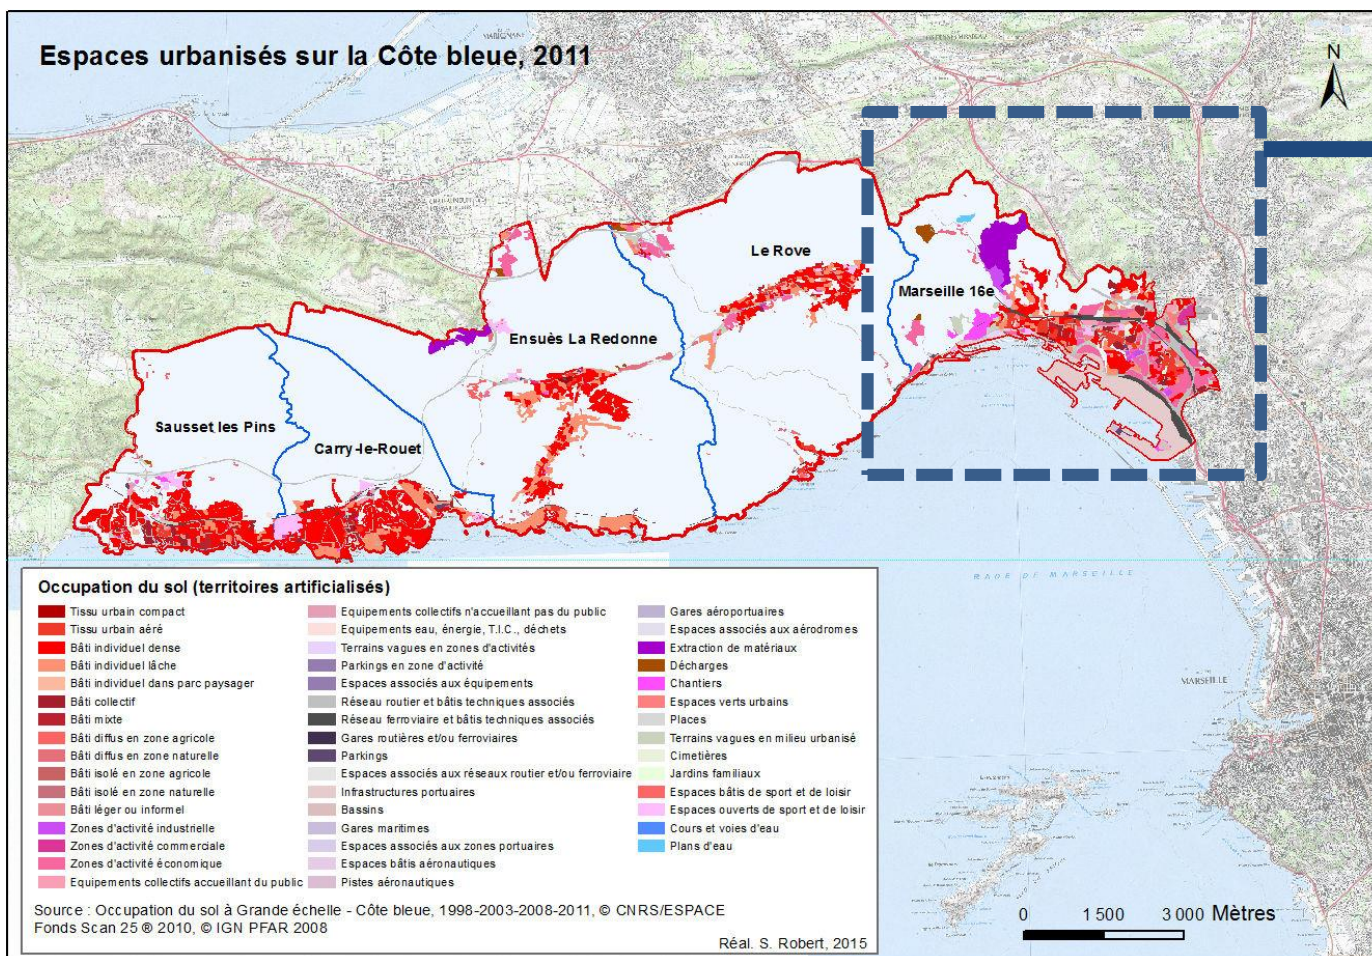 Espaces urbanisés sur la Côte bleue, 2011
N
Le Rove
Marseille 16e
Ensuès La Redonne
Sausset les Pins
Carry-le-Rouet
RADE DE MARSEILLE
MARSEILLE
Occupation du sol (territoires artificialisés)
Tissu urbain compact
Tissu urbain aéré
Bâti individuel dense
Bâti individuel lâche
Bâti individuel dans parc paysager
Bâti collectif
Bâti mixte
Bâti diffus en zone agricole
Bâti diffus en zone naturelle
Bâti isolé en zone agricole
Bâti isolé en zone naturelle
Bâti léger ou informel
Zones d'activité industrielle
Zones d'activité commerciale
Zones d'activité économique
Equipements collectifs accueillant du public
Equipements collectifs n'accueillant pas du public
Equipements eau, énergie, T.I.C., déchets
Terrains vagues en zones d'activités
Parkings en zone d'activité
Espaces associés aux équipements
Réseau routier et bâtis techniques associés
Réseau ferroviaire et bâtis techniques associés
Gares routières et/ou ferroviaires
Parkings
Espaces associés aux réseaux routier et/ou ferroviaire
Infrastructures portuaires
Bassins
Gares maritimes
Espaces associés aux zones portuaires
Espaces bâtis aéronautiques
Pistes aéronautiques
Gares aéroportuaires
Espaces associés aux aérodromes
Extraction de matériaux
Décharges
Chantiers
Espaces verts urbains
Places
Terrains vagues en milieu urbanisé
Cimetières
Jardins familiaux
Espaces bâtis de sport et de loisir
Espaces ouverts de sport et de loisir
Cours et voies d'eau
Plans d'eau
Source : Occupation du sol à Grande échelle - Côte bleue, 1998-2003-2008-2011, © CNRS/ESPACE
Fonds Scan 25 ® 2010, © IGN PFAR 2008
Réal. S. Robert, 2015
0 1 500 3 000 Mètres